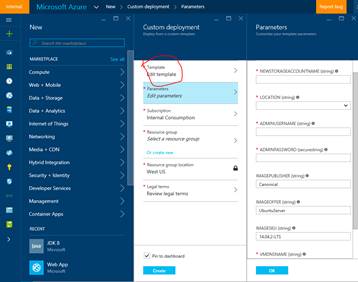 Internal
Microsoft Azure
New
Custom deployment
Parameters
Report bug
New
Search the marketplace
MARKETPLACE
See all
Compute
Web + Mobile
Data + Storage
Data + Analytics
Internet of Things
Networking
Media + CDN
Hybrid Integration
Security + Identity
Developer Services
Management
Container Apps
RECENT
JDK 8
Microsoft
Web App
Microsoft
Custom deployment
Deploy from a custom template
* Template
Edit template
* Parameters
Edit parameters
* Subscription
Internal Consumption
* Resource group
Select a resource group
Or create new
* Resource group location
West US
* Legal terms
Review legal terms
Pin to dashboard
Create
Parameters
Customize your template parameters
* NEWSTORAGEACCOUNTNAME (string)
* LOCATION (string)
* ADMINUSERNAME (string)
* ADMINPASSWORD (securestring)
IMAGEPUBLISHER (string)
Canonical
IMAGEOFFER (string)
UbuntuServer
IMAGESKU (string)
14.04.2-LTS
* VMDNSNAME (string)
OK